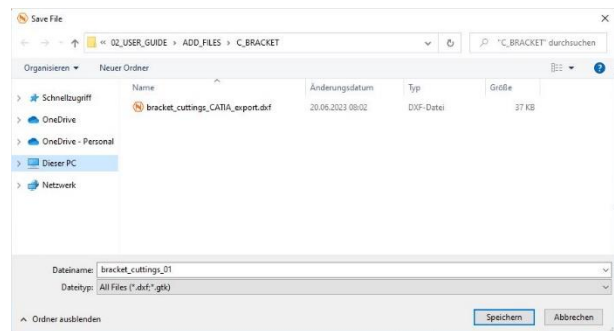 Save File
« 02_USER_GUIDE > ADD_FILES > C_BRACKET
"C_BRACKET" durchsuchen
Organisieren
Neuer Ordner
Name
Änderungsdatum
Typ
Größe
Schnellzugriff
bracket_cuttings_CATIA_export.dxf
20.06.2023 08:02
DXF-Datei
37 KB
OneDrive
OneDrive - Personal
Dieser PC
Netzwerk
Dateiname: bracket_cuttings_01
Dateityp: All Files (*.dxf;*.gtk)
Ordner ausblenden
Speichern
Abbrechen